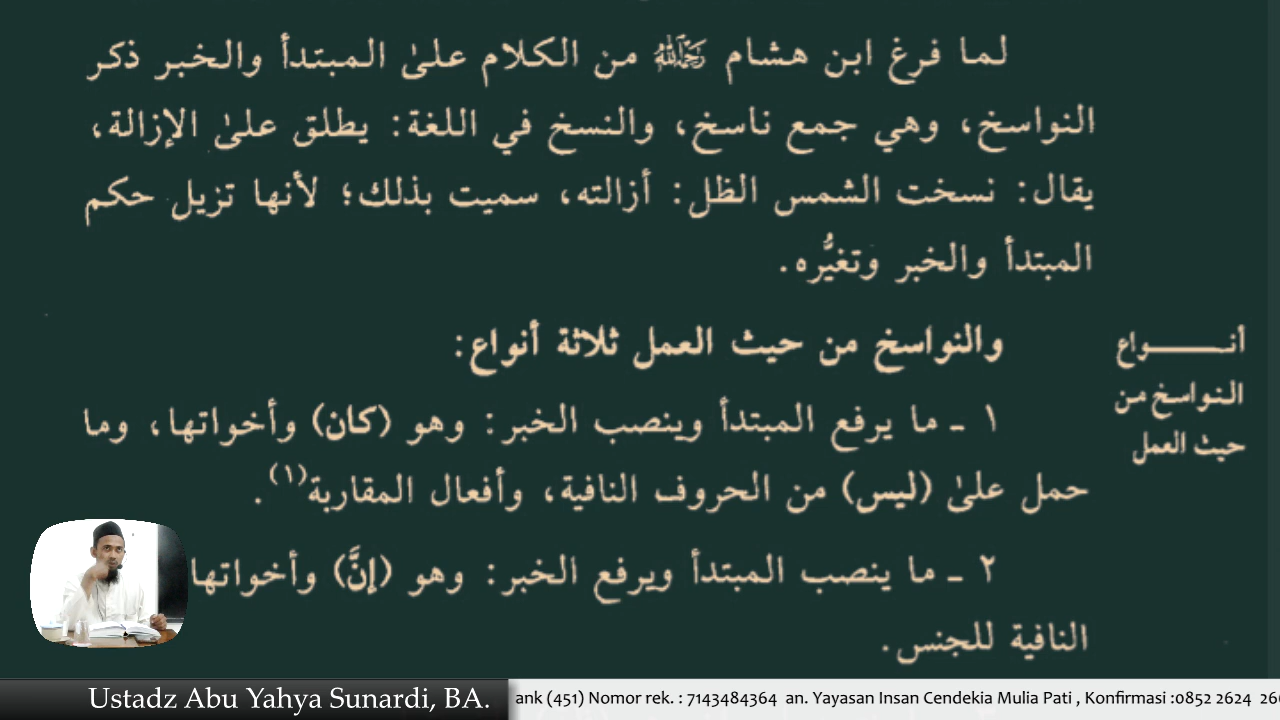 لما فرغ ابن هشام رحمه الله من الكلام علىٰ المبتدأ والخبر ذكر
النواسخ، وهي جمع ناسخ، والنسخ في اللغة: يطلق علىٰ الإزالة،
يقال: نسخت الشمس الظل: أزالته، سميت بذلك؛ لأنها تزيل حكم
المبتدأ والخبر وتغيُّره.
والنواسخ من حيث العمل ثلاثة أنواع:
أنـــــواع
النواسخ من
حيث العمل
١ ـ ما يرفع المبتدأ وينصب الخبر: وهو (كان) وأخواتها، وما
حمل علىٰ (ليس) من الحروف النافية، وأفعال المقاربة(١).
٢ ـ ما ينصب المبتدأ ويرفع الخبر: وهو (إنَّ) وأخواتها
النافية للجنس.
Ustadz Abu Yahya Sunardi, BA.
ank (451) Nomor rek. : 7143484364 an. Yayasan Insan Cendekia Mulia Pati , Konfirmasi :0852 2624